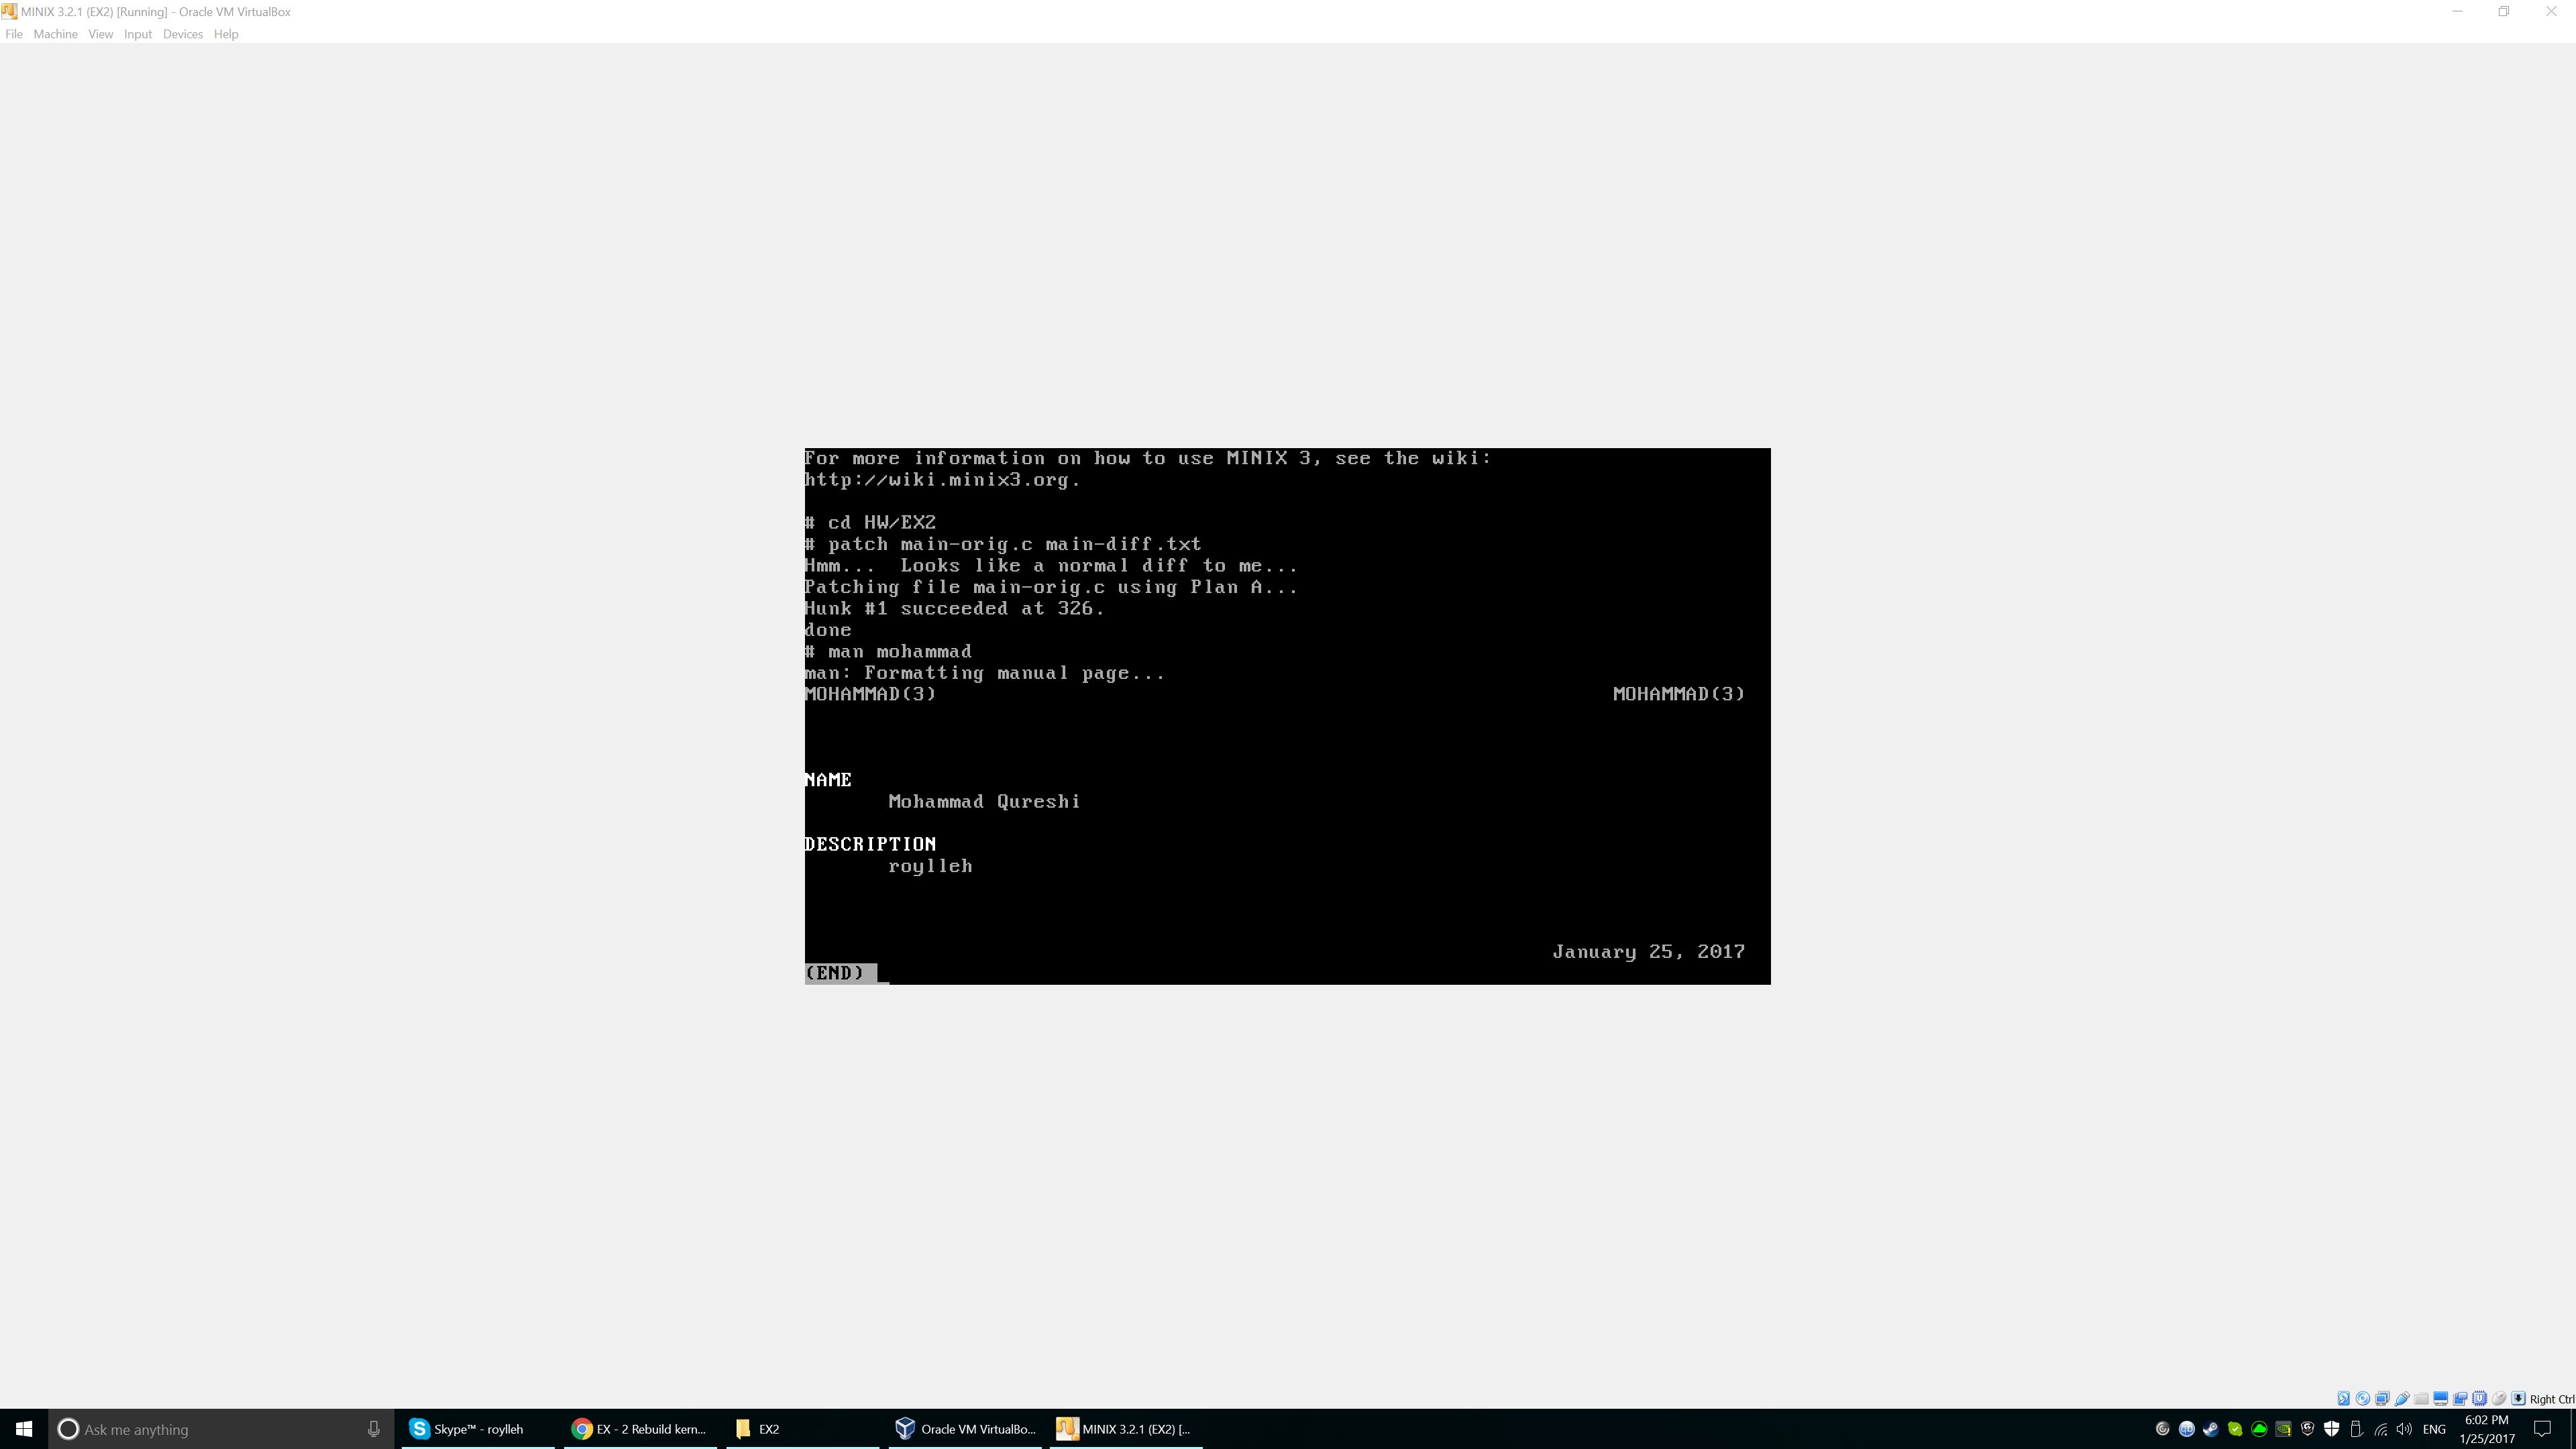 MINIX 3.2.1 (EX2) [Running] - Oracle VM VirtualBox
File Machine View Input Devices Help
For more information on how to use MINIX 3, see the wiki:
http://wiki.minix3.org.
# cd HW/EX2
# patch main-orig.c main-diff.txt
Hmm...  Looks like a normal diff to me...
Patching file main-orig.c using Plan A...
Hunk #1 succeeded at 326.
done
# man mohammad
man: Formatting manual page...
MOHAMMAD(3) MOHAMMAD(3)
NAME
Mohammad Qureshi
DESCRIPTION
roylleh
January 25, 2017
(END)
Right Ctrl
Ask me anything Skype™ - roylleh EX - 2 Rebuild kern... EX2 Oracle VM VirtualBo... MINIX 3.2.1 (EX2) [... ENG 6:02 PM
1/25/2017